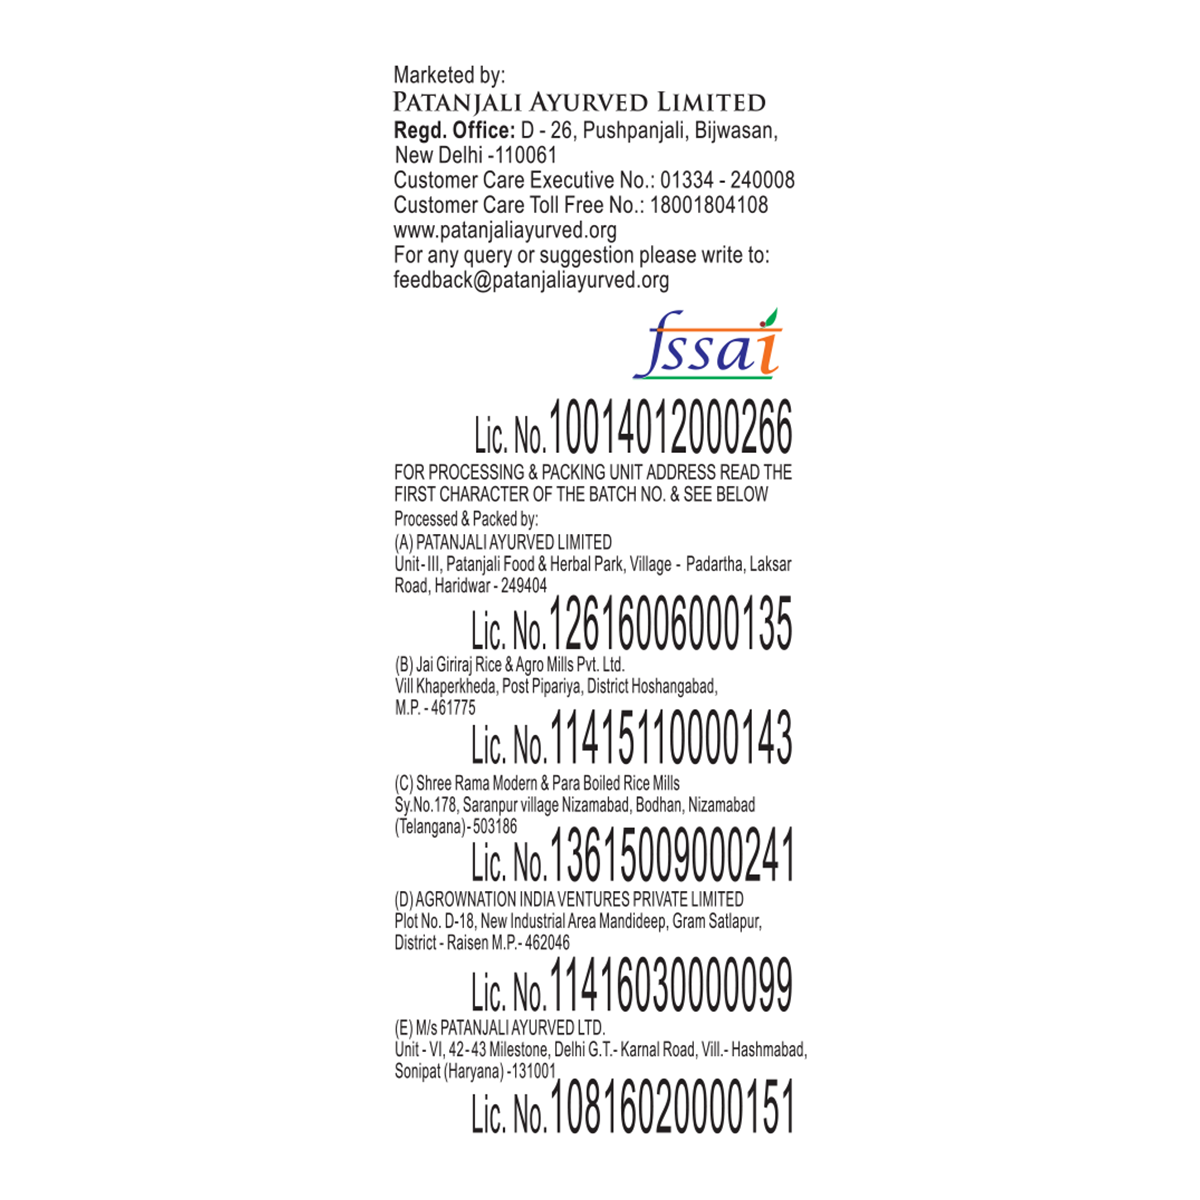 Marketed by:
PATANJALI AYURVED LIMITED
Regd. Office: D - 26, Pushpanjali, Bijwasan,
New Delhi -110061
Customer Care Executive No.: 01334 - 240008
Customer Care Toll Free No.: 18001804108
www.patanjaliayurved.org
For any query or suggestion please write to:
feedback@patanjaliayurved.org
fssai
Lic. No.10014012000266
FOR PROCESSING & PACKING UNIT ADDRESS READ THE
FIRST CHARACTER OF THE BATCH NO. & SEE BELOW
Processed & Packed by:
(A) PATANJALI AYURVED LIMITED
Unit-III, Patanjali Food & Herbal Park, Village - Padartha, Laksar
Road, Haridwar - 249404
Lic. No.12616006000135
(B) Jai Giriraj Rice & Agro Mills Pvt. Ltd.
Vill Khaperkheda, Post Pipariya, District Hoshangabad,
M.P. - 461775
Lic. No.11415110000143
(C) Shree Rama Modern & Para Boiled Rice Mills
Sy.No.178, Saranpur village Nizamabad, Bodhan, Nizamabad
(Telangana)- 503186
Lic. No.13615009000241
(D) AGROWNATION INDIA VENTURES PRIVATE LIMITED
Plot No. D-18, New Industrial Area Mandideep, Gram Satlapur,
District - Raisen M.P.- 462046
Lic. No.11416030000099
(E) M/s PATANJALI AYURVED LTD.
Unit - VI, 42-43 Milestone, Delhi G.T.- Karnal Road, Vill.- Hashmabad,
Sonipat (Haryana) -131001
Lic. No.10816020000151